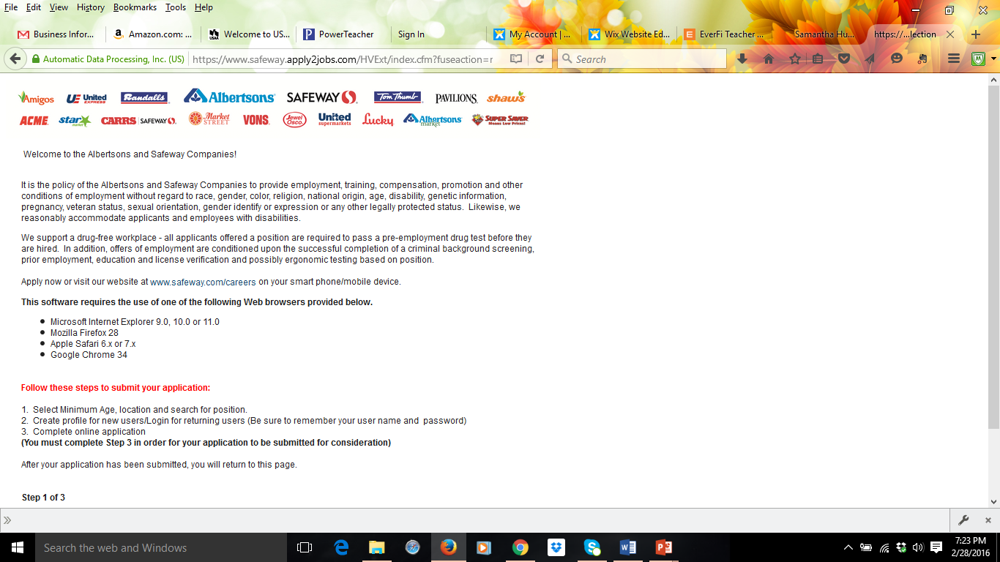 File Edit View History Bookmarks Tools Help
Business Infor... Amazon.com: ... Welcome to US... PowerTeacher Sign In My Account | ... Wix Website Ed... EverFi Teacher ... Samantha Hu... https://...lection
Automatic Data Processing, Inc. (US) https://www.safeway.apply2jobs.com/HVExt/index.cfm?fuseaction=r Search
Amigos UE United EXPRESS Randalls Albertsons SAFEWAY Tom Thumb PAVILIONS shaw's
ACME star market CARRS SAFEWAY Market STREET VONS Jewel Osco United supermarkets Lucky Albertsons market SUPER SAVER Means Low Prices!
Welcome to the Albertsons and Safeway Companies!
It is the policy of the Albertsons and Safeway Companies to provide employment, training, compensation, promotion and other
conditions of employment without regard to race, gender, color, religion, national origin, age, disability, genetic information,
pregnancy, veteran status, sexual orientation, gender identify or expression or any other legally protected status. Likewise, we
reasonably accommodate applicants and employees with disabilities.
We support a drug-free workplace - all applicants offered a position are required to pass a pre-employment drug test before they
are hired. In addition, offers of employment are conditioned upon the successful completion of a criminal background screening,
prior employment, education and license verification and possibly ergonomic testing based on position.
Apply now or visit our website at www.safeway.com/careers on your smart phone/mobile device.
This software requires the use of one of the following Web browsers provided below.
● Microsoft Internet Explorer 9.0, 10.0 or 11.0
● Mozilla Firefox 28
● Apple Safari 6.x or 7.x
● Google Chrome 34
Follow these steps to submit your application:
1. Select Minimum Age, location and search for position.
2. Create profile for new users/Login for returning users (Be sure to remember your user name and password)
3. Complete online application
(You must complete Step 3 in order for your application to be submitted for consideration)
After your application has been submitted, you will return to this page.
Step 1 of 3
Search the web and Windows
7:23 PM
2/28/2016